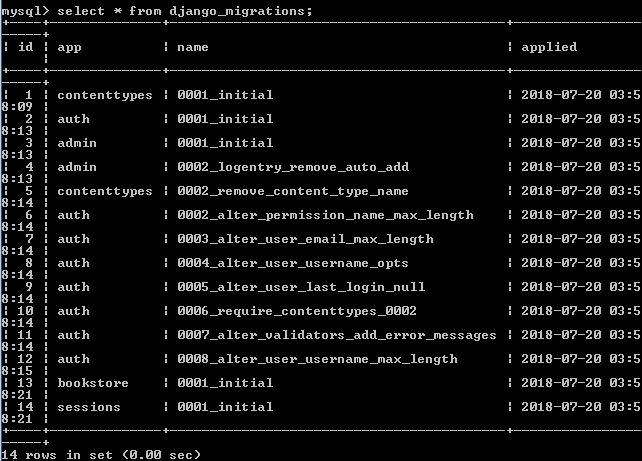 mysql> select * from django_migrations;
+----+--------------+------------------------------------------+----------------
-----+
| id | app          | name                                     | applied
     |
+----+--------------+------------------------------------------+----------------
-----+
|  1 | contenttypes | 0001_initial                             | 2018-07-20 03:5
8:09 |
|  2 | auth         | 0001_initial                             | 2018-07-20 03:5
8:13 |
|  3 | admin        | 0001_initial                             | 2018-07-20 03:5
8:13 |
|  4 | admin        | 0002_logentry_remove_auto_add            | 2018-07-20 03:5
8:13 |
|  5 | contenttypes | 0002_remove_content_type_name            | 2018-07-20 03:5
8:14 |
|  6 | auth         | 0002_alter_permission_name_max_length    | 2018-07-20 03:5
8:14 |
|  7 | auth         | 0003_alter_user_email_max_length         | 2018-07-20 03:5
8:14 |
|  8 | auth         | 0004_alter_user_username_opts            | 2018-07-20 03:5
8:14 |
|  9 | auth         | 0005_alter_user_last_login_null          | 2018-07-20 03:5
8:14 |
| 10 | auth         | 0006_require_contenttypes_0002           | 2018-07-20 03:5
8:14 |
| 11 | auth         | 0007_alter_validators_add_error_messages | 2018-07-20 03:5
8:14 |
| 12 | auth         | 0008_alter_user_username_max_length      | 2018-07-20 03:5
8:15 |
| 13 | bookstore    | 0001_initial                             | 2018-07-20 03:5
8:21 |
| 14 | sessions     | 0001_initial                             | 2018-07-20 03:5
8:21 |
+----+--------------+------------------------------------------+----------------
-----+
14 rows in set (0.00 sec)